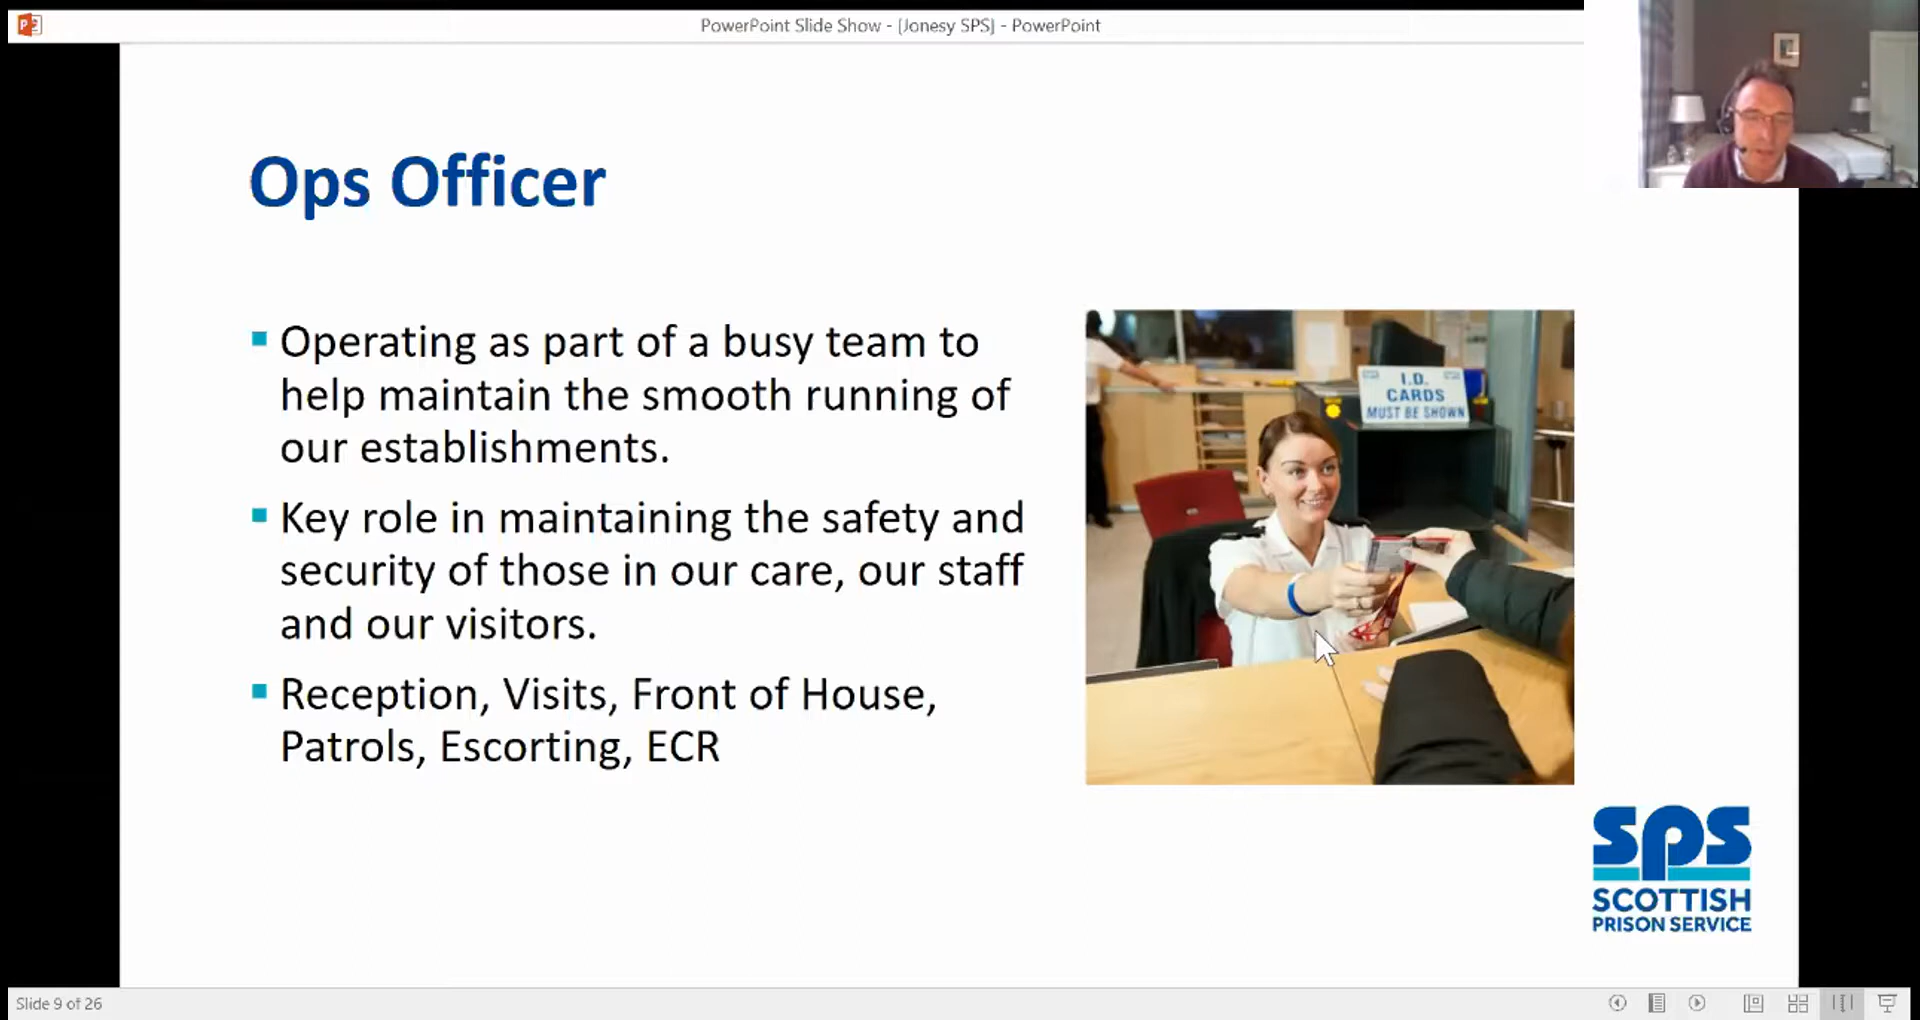 PowerPoint Slide Show - [Jonesy SPS] - PowerPoint
Ops Officer
Operating as part of a busy team to
help maintain the smooth running of
our establishments.
Key role in maintaining the safety and
security of those in our care, our staff
and our visitors.
Reception, Visits, Front of House,
Patrols, Escorting, ECR
I.D.
CARDS
MUST BE SHOWN
sps
SCOTTISH
PRISON SERVICE
Slide 9 of 26